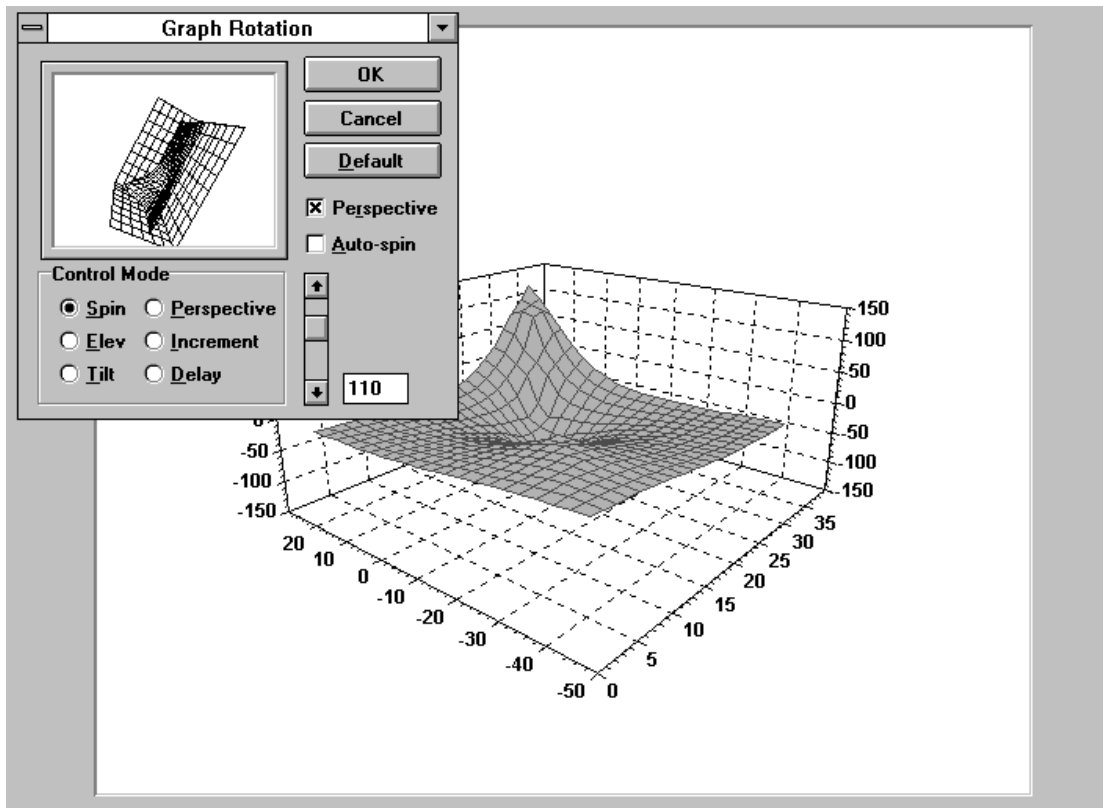 Graph Rotation
OK
Cancel
Default
Perspective
Auto-spin
Control Mode
Spin Perspective
Elev Increment
Tilt Delay
110
150
100
50
0
-50
-100
-150
0
-50
-100
-150
20
10
0
-10
-20
-30
-40
-50
0
5
10
15
20
25
30
35